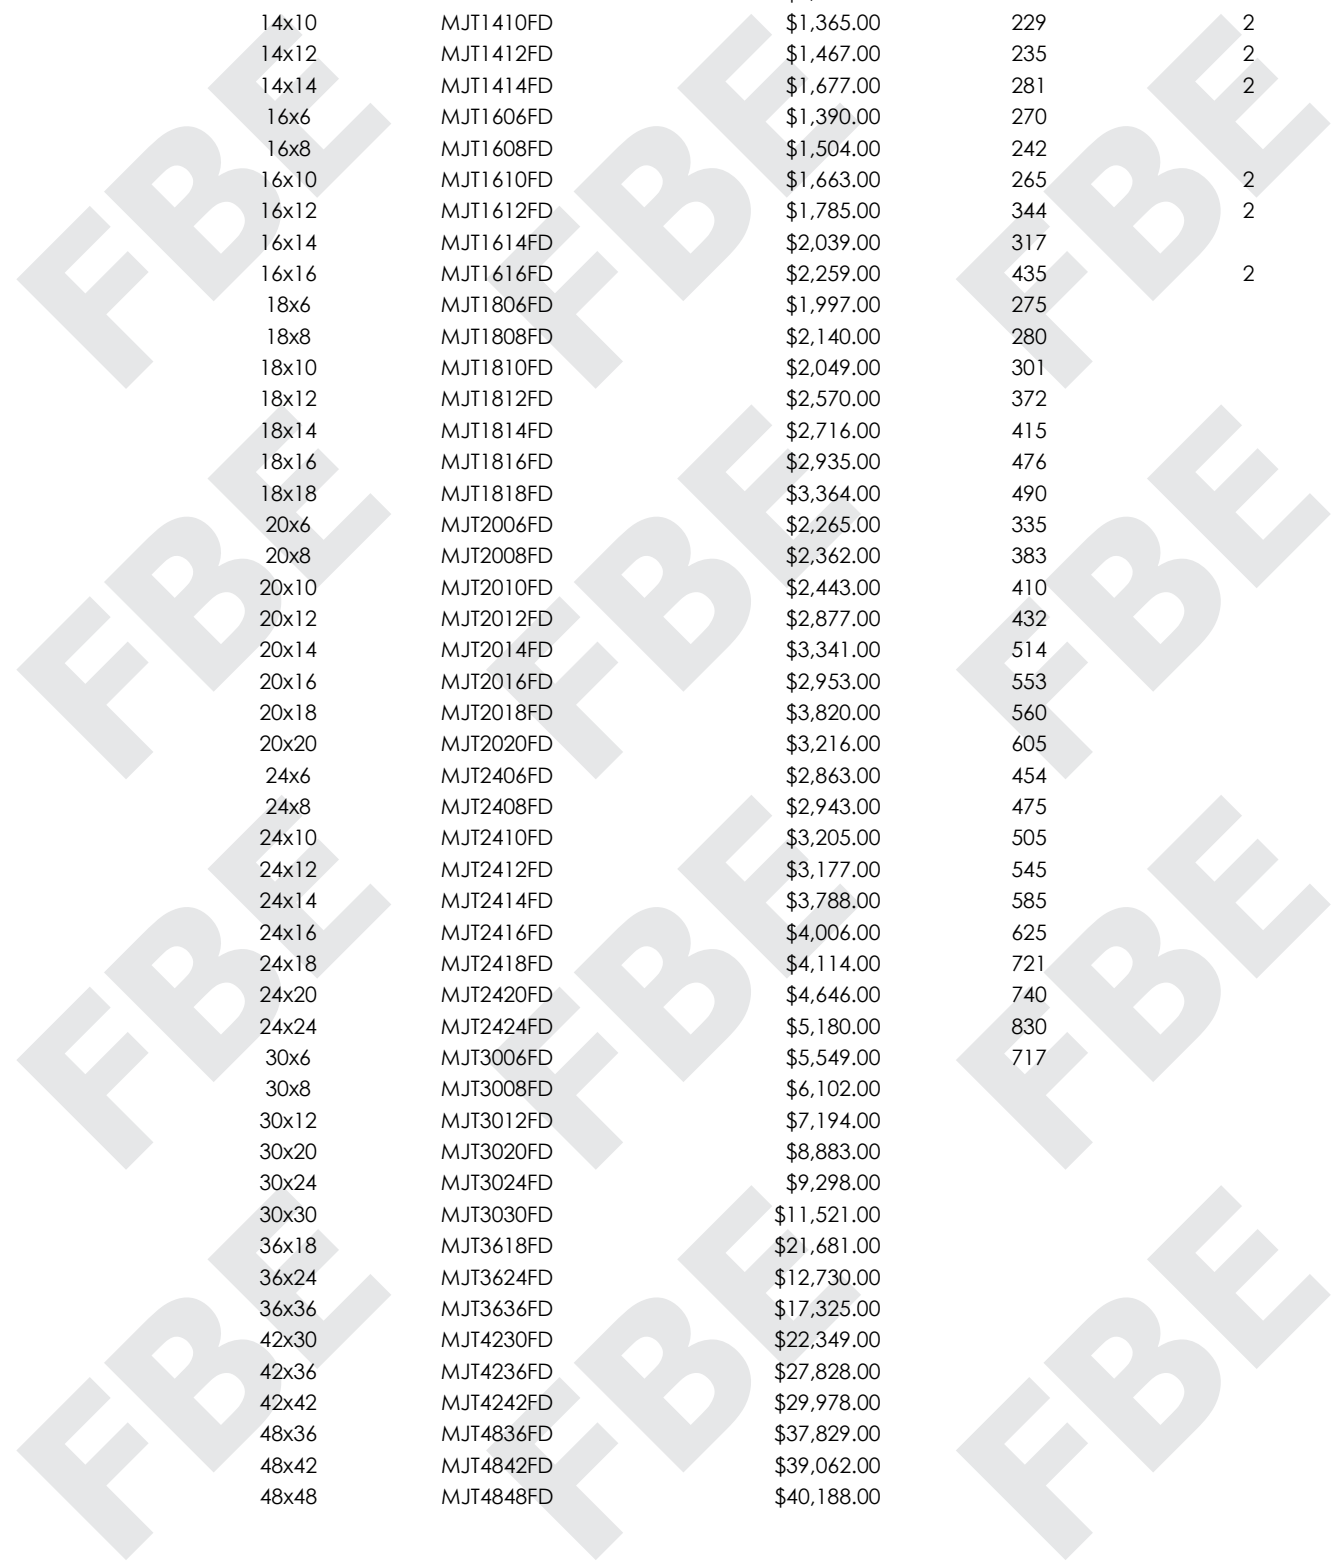 14x10 MJT1410FD $1,365.00 229 2
14x12 MJT1412FD $1,467.00 235 2
14x14 MJT1414FD $1,677.00 281 2
16x6 MJT1606FD $1,390.00 270
16x8 MJT1608FD $1,504.00 242
16x10 MJT1610FD $1,663.00 265 2
16x12 MJT1612FD $1,785.00 344 2
16x14 MJT1614FD $2,039.00 317
16x16 MJT1616FD $2,259.00 435 2
18x6 MJT1806FD $1,997.00 275
18x8 MJT1808FD $2,140.00 280
18x10 MJT1810FD $2,049.00 301
18x12 MJT1812FD $2,570.00 372
18x14 MJT1814FD $2,716.00 415
18x16 MJT1816FD $2,935.00 476
18x18 MJT1818FD $3,364.00 490
20x6 MJT2006FD $2,265.00 335
20x8 MJT2008FD $2,362.00 383
20x10 MJT2010FD $2,443.00 410
20x12 MJT2012FD $2,877.00 432
20x14 MJT2014FD $3,341.00 514
20x16 MJT2016FD $2,953.00 553
20x18 MJT2018FD $3,820.00 560
20x20 MJT2020FD $3,216.00 605
24x6 MJT2406FD $2,863.00 454
24x8 MJT2408FD $2,943.00 475
24x10 MJT2410FD $3,205.00 505
24x12 MJT2412FD $3,177.00 545
24x14 MJT2414FD $3,788.00 585
24x16 MJT2416FD $4,006.00 625
24x18 MJT2418FD $4,114.00 721
24x20 MJT2420FD $4,646.00 740
24x24 MJT2424FD $5,180.00 830
30x6 MJT3006FD $5,549.00 717
30x8 MJT3008FD $6,102.00
30x12 MJT3012FD $7,194.00
30x20 MJT3020FD $8,883.00
30x24 MJT3024FD $9,298.00
30x30 MJT3030FD $11,521.00
36x18 MJT3618FD $21,681.00
36x24 MJT3624FD $12,730.00
36x36 MJT3636FD $17,325.00
42x30 MJT4230FD $22,349.00
42x36 MJT4236FD $27,828.00
42x42 MJT4242FD $29,978.00
48x36 MJT4836FD $37,829.00
48x42 MJT4842FD $39,062.00
48x48 MJT4848FD $40,188.00
FBE FBE FBE
FBE FBE FBE
FBE FBE FBE
FBE FBE FBE